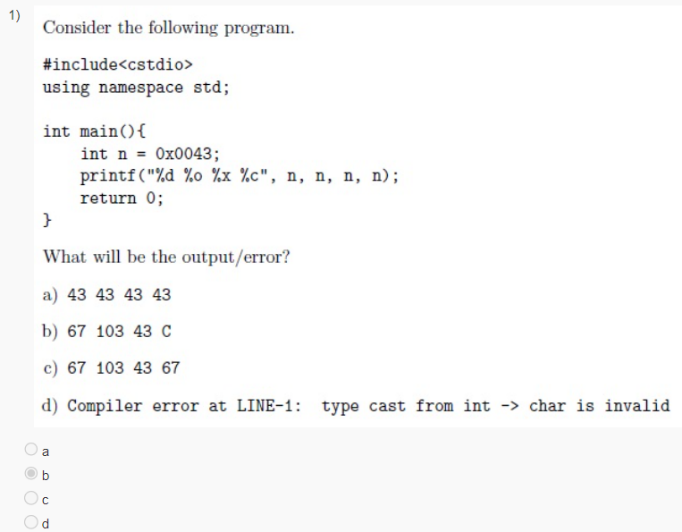 1)
Consider the following program.
#include<cstdio>
using namespace std;
int main(){
    int n = 0x0043;
    printf("%d %o %x %c", n, n, n, n);
    return 0;
}
What will be the output/error?
a) 43 43 43 43
b) 67 103 43 C
c) 67 103 43 67
d) Compiler error at LINE-1: type cast from int -> char is invalid
a
b
c
d